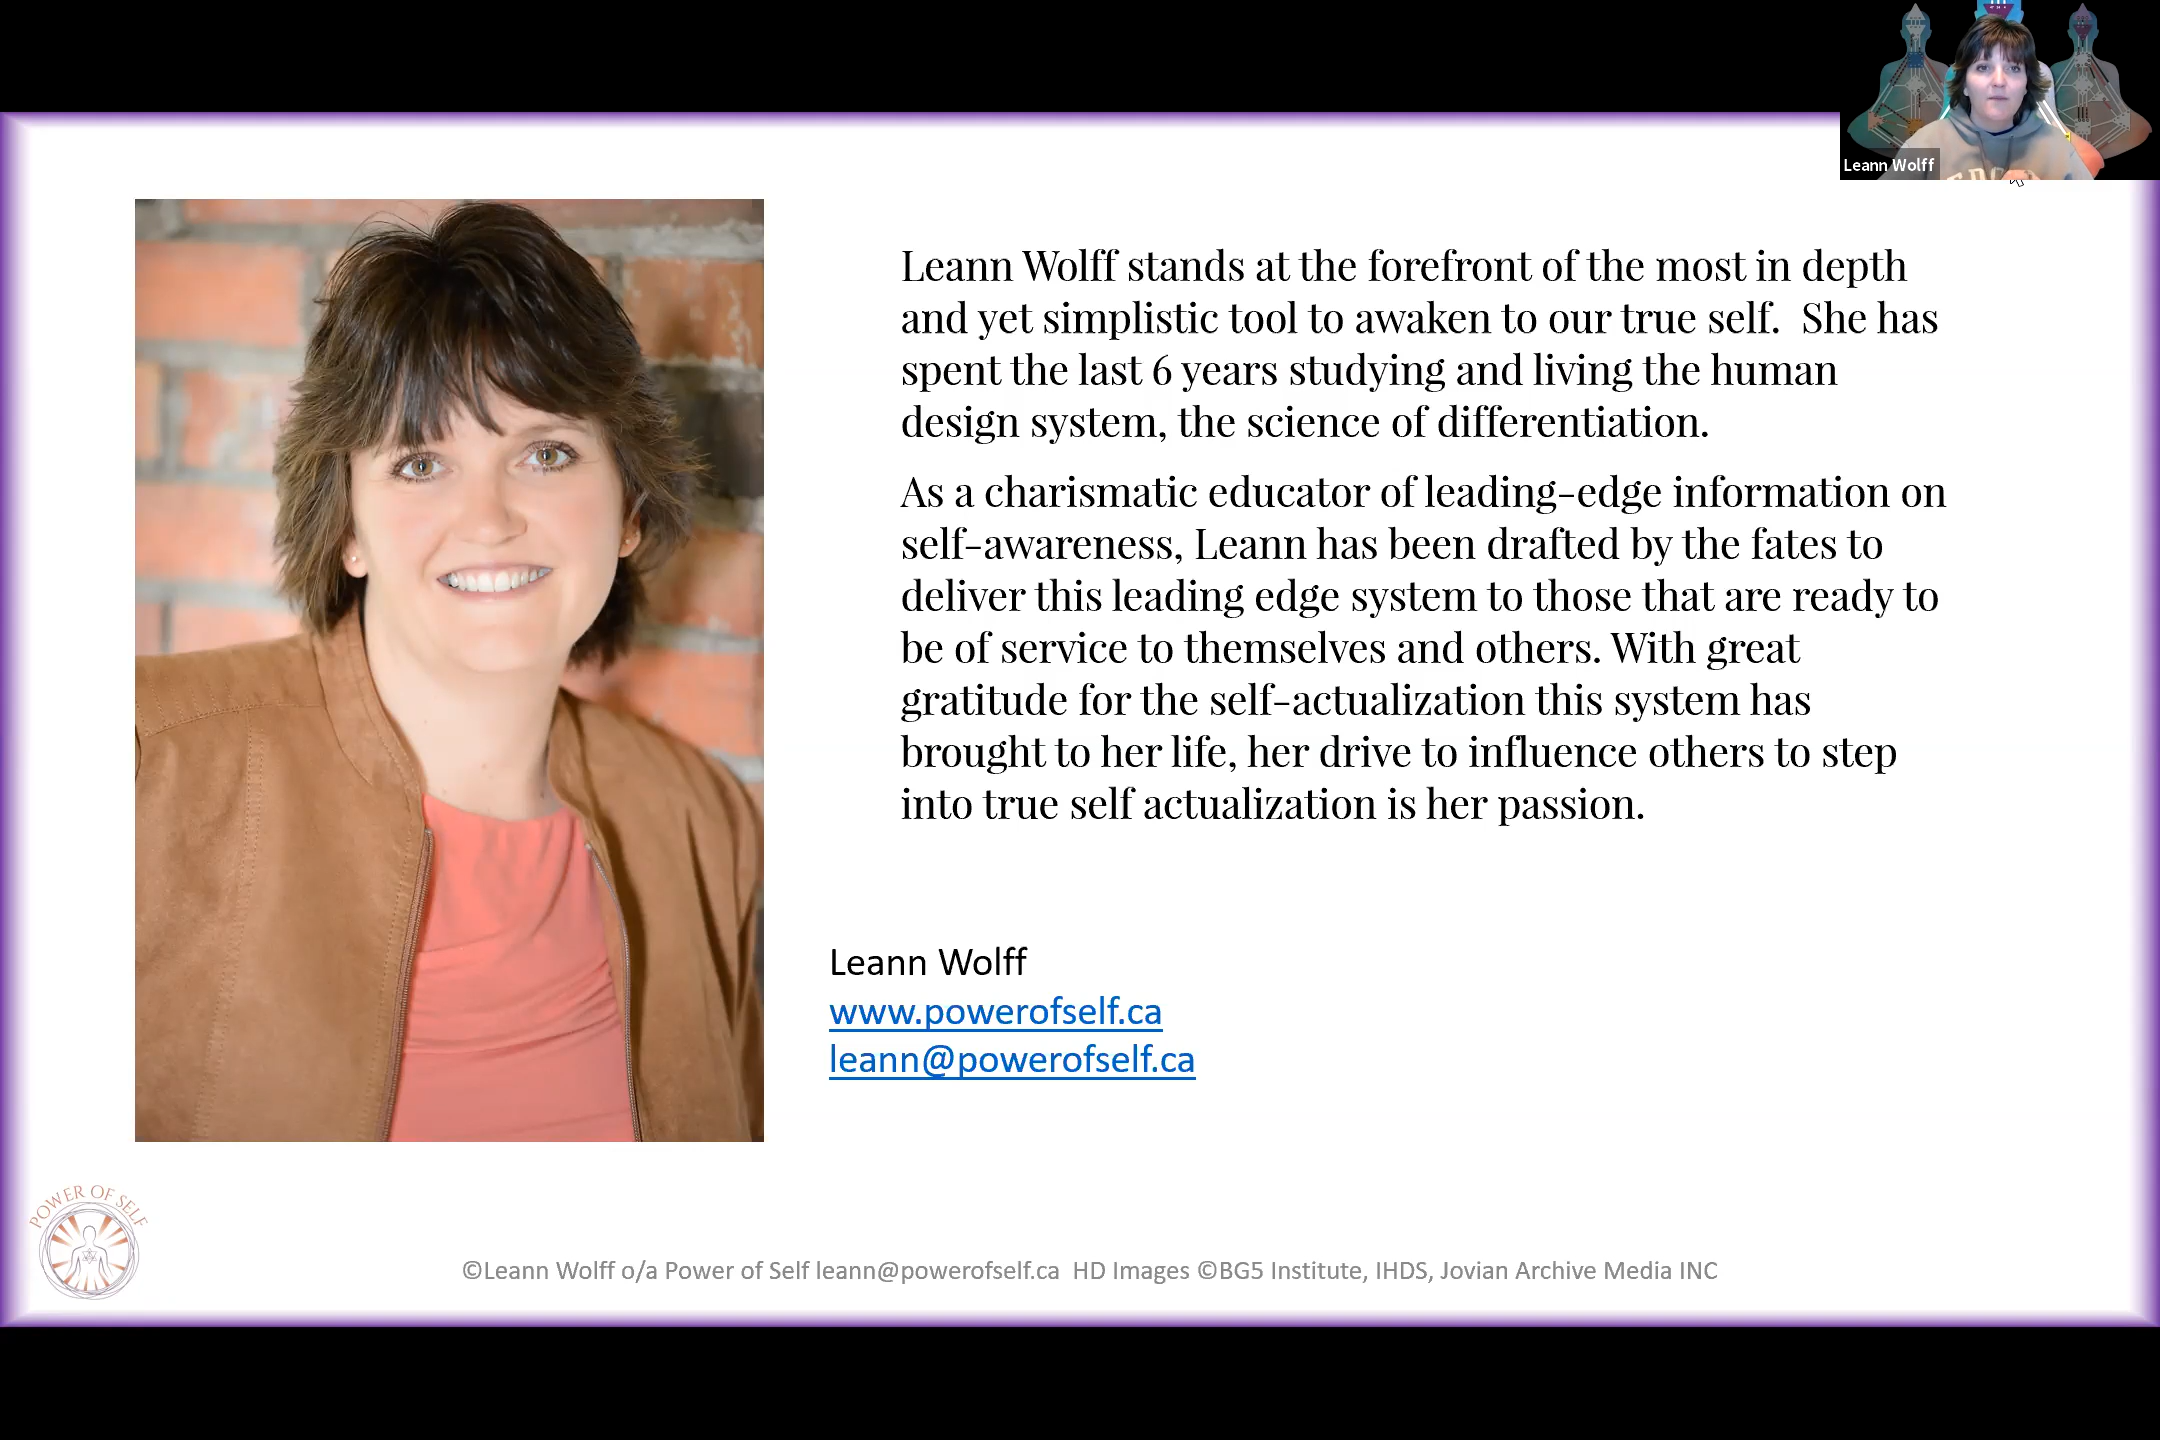 Leann Wolff
Leann Wolff stands at the forefront of the most in depth
and yet simplistic tool to awaken to our true self.  She has
spent the last 6 years studying and living the human
design system, the science of differentiation.
As a charismatic educator of leading-edge information on
self-awareness, Leann has been drafted by the fates to
deliver this leading edge system to those that are ready to
be of service to themselves and others. With great
gratitude for the self-actualization this system has
brought to her life, her drive to influence others to step
into true self actualization is her passion.
Leann Wolff
www.powerofself.ca
leann@powerofself.ca
POWER OF SELF
©Leann Wolff o/a Power of Self leann@powerofself.ca  HD Images ©BG5 Institute, IHDS, Jovian Archive Media INC